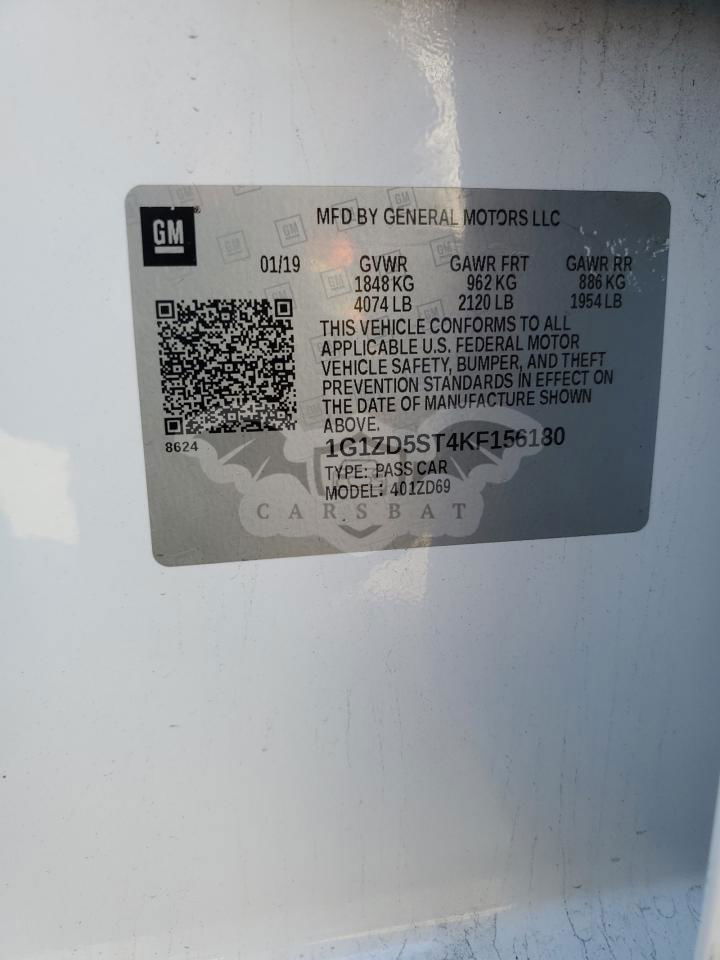 GM
MFD BY GENERAL MOTORS LLC
01/19 GVWR GAWR FRT GAWR RR
1848 KG 962 KG 886 KG
4074 LB 2120 LB 1954 LB
THIS VEHICLE CONFORMS TO ALL
APPLICABLE U.S. FEDERAL MOTOR
VEHICLE SAFETY, BUMPER, AND THEFT
PREVENTION STANDARDS IN EFFECT ON
THE DATE OF MANUFACTURE SHOWN
ABOVE.
8624
1G1ZD5ST4KF156180
TYPE: PASS CAR
MODEL: 401ZD69
CARSBAT